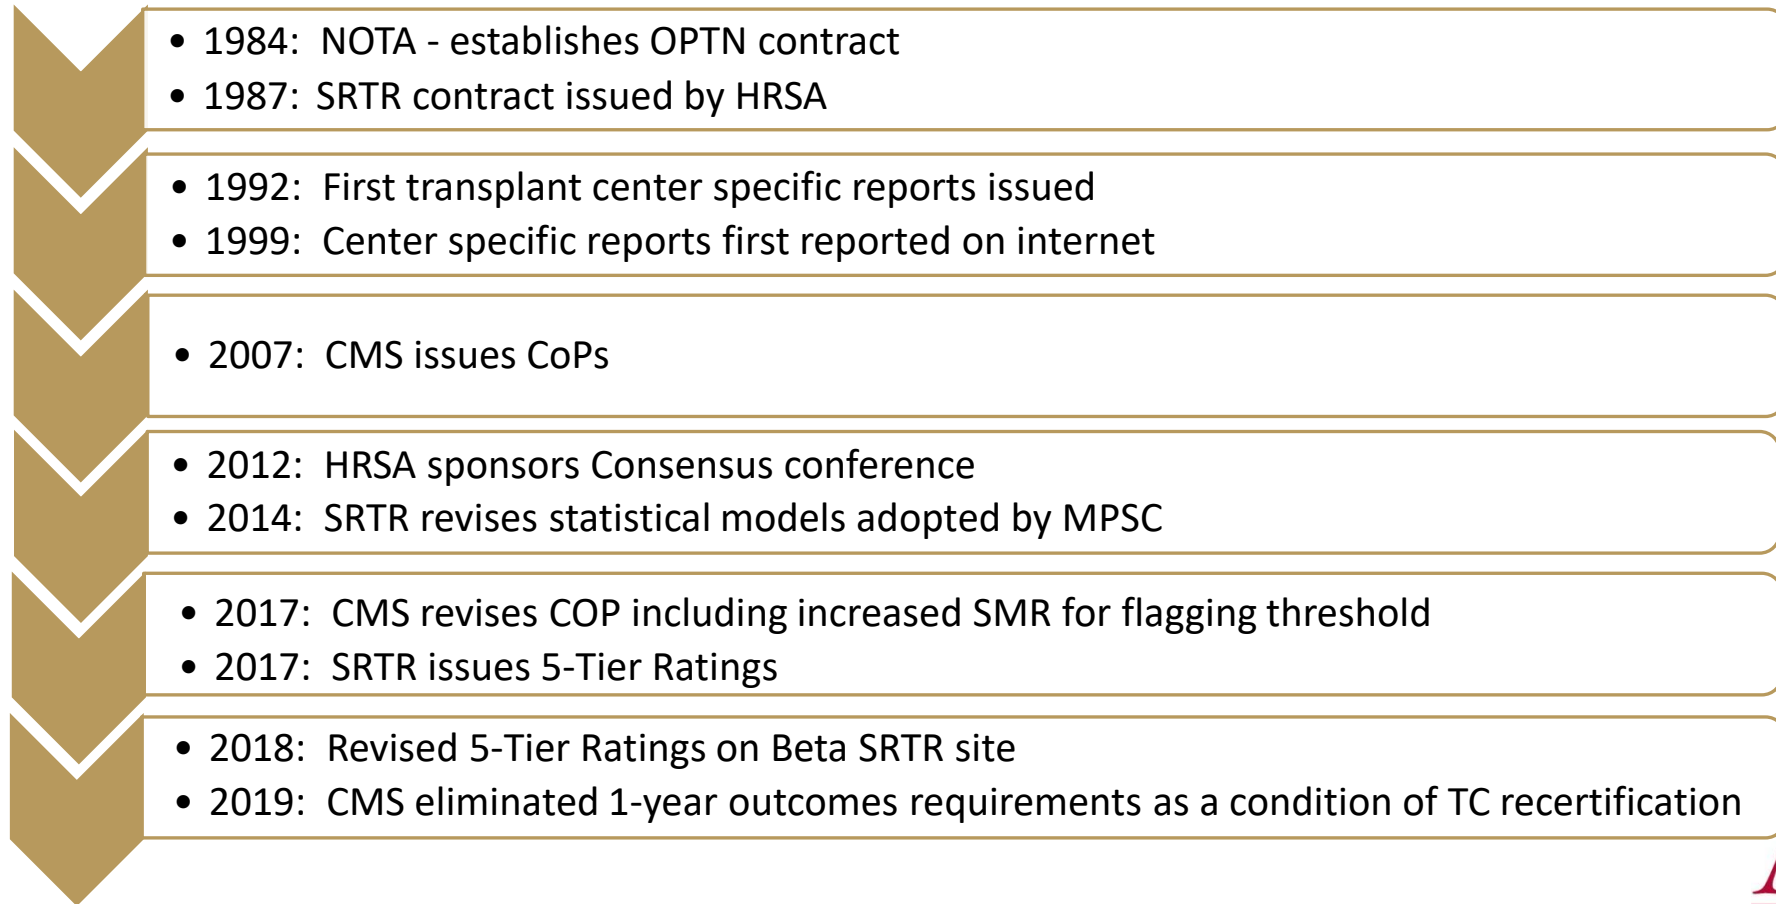 • 1984: NOTA - establishes OPTN contract
• 1987: SRTR contract issued by HRSA
• 1992: First transplant center specific reports issued
• 1999: Center specific reports first reported on internet
• 2007: CMS issues CoPs
• 2012: HRSA sponsors Consensus conference
• 2014: SRTR revises statistical models adopted by MPSC
• 2017: CMS revises COP including increased SMR for flagging threshold
• 2017: SRTR issues 5-Tier Ratings
• 2018: Revised 5-Tier Ratings on Beta SRTR site
• 2019: CMS eliminated 1-year outcomes requirements as a condition of TC recertification